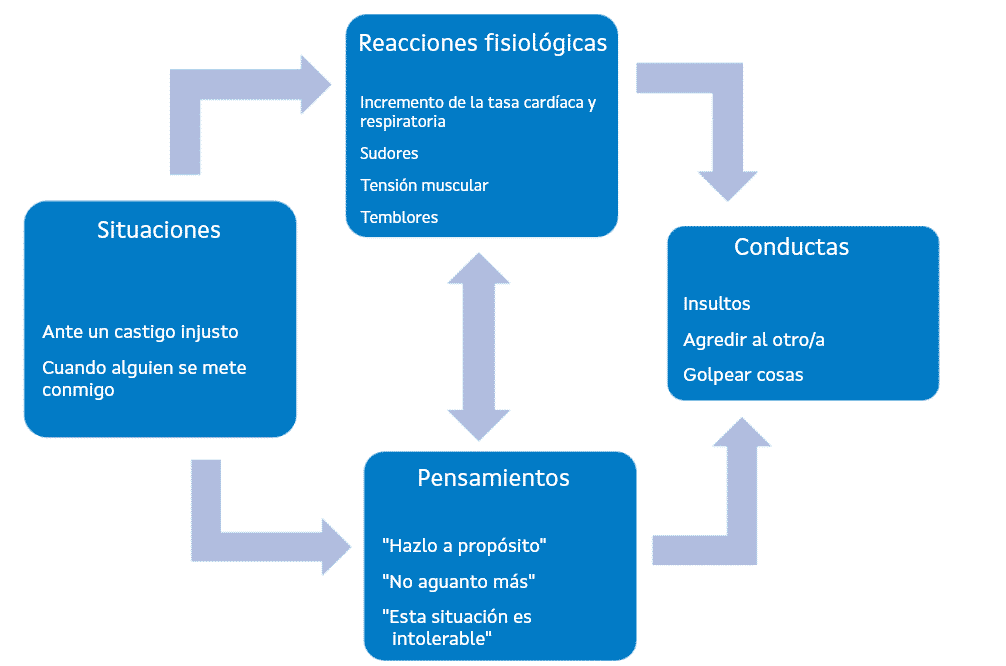 Reacciones fisiológicas
Incremento de la tasa cardíaca y
respiratoria
Sudores
Tensión muscular
Temblores
Situaciones
Ante un castigo injusto
Cuando alguien se mete
conmigo
Conductas
Insultos
Agredir al otro/a
Golpear cosas
Pensamientos
"Hazlo a propósito"
"No aguanto más"
"Esta situación es
intolerable"